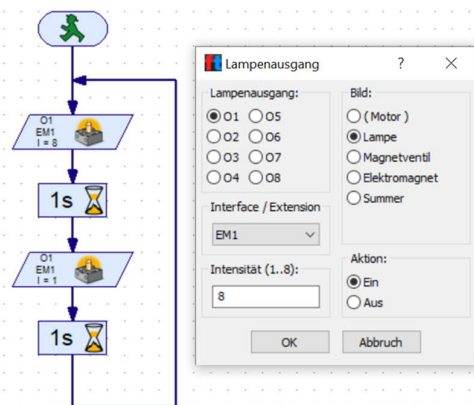 O1
EM1
I = 8
1s
O1
EM1
I = 1
1s
Lampenausgang
?
Lampenausgang:
O1 O5
O2 O6
O3 O7
O4 O8
Interface / Extension
EM1
Intensität (1..8):
8
Bild:
( Motor )
Lampe
Magnetventil
Elektromagnet
Summer
Aktion:
Ein
Aus
OK Abbruch